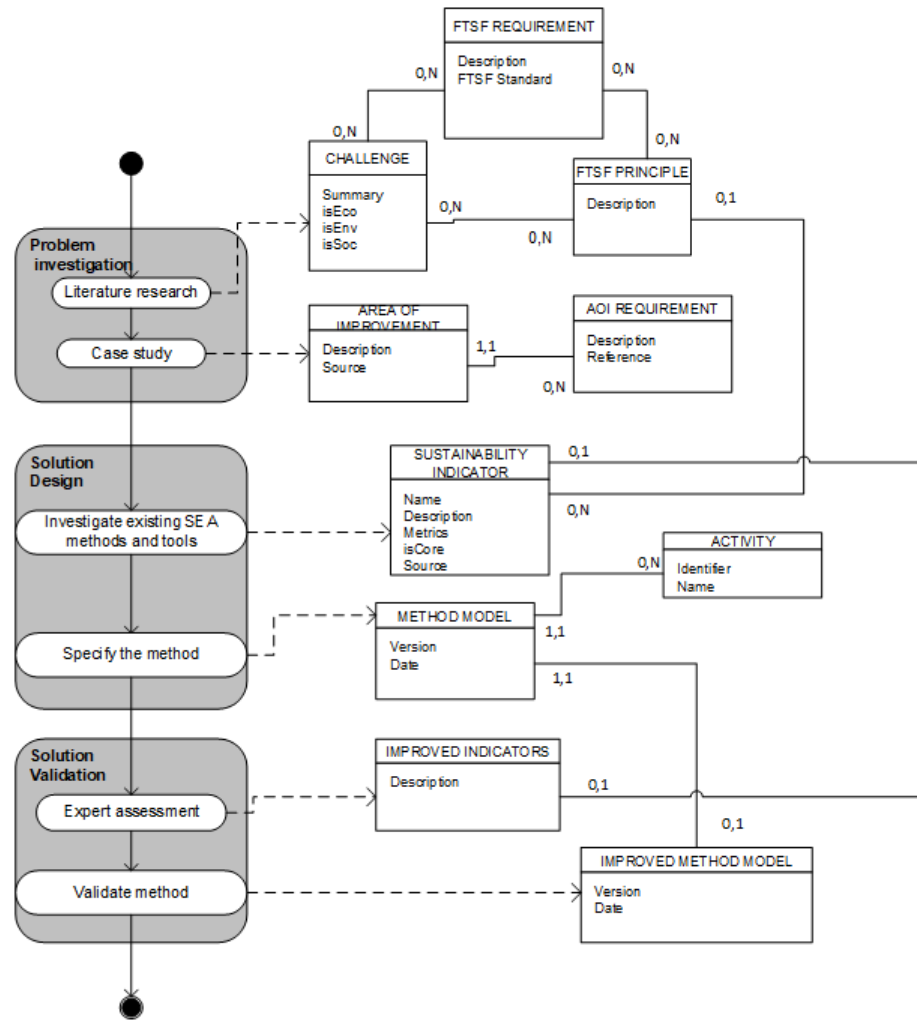 FTSF REQUIREMENT
Description
FTSF Standard
0,N
0,N
0,N
0,N
CHALLENGE
Summary
isEco
isEnv
isSoc
FTSF PRINCIPLE
Description
0,1
0,N
0,N
Problem
investigation
Literature research
Case study
AREA OF
IMPROVEMENT
Description
Source
1,1
0,N
AOI REQUIREMENT
Description
Reference
Solution
Design
Investigate existing SEA
methods and tools
Specify the method
SUSTAINABILITY
INDICATOR
Name
Description
Metrics
isCore
Source
0,1
0,N
ACTIVITY
Identifier
Name
0,N
METHOD MODEL
Version
Date
1,1
1,1
Solution
Validation
Expert assessment
Validate method
IMPROVED INDICATORS
Description
0,1
0,1
IMPROVED METHOD MODEL
Version
Date